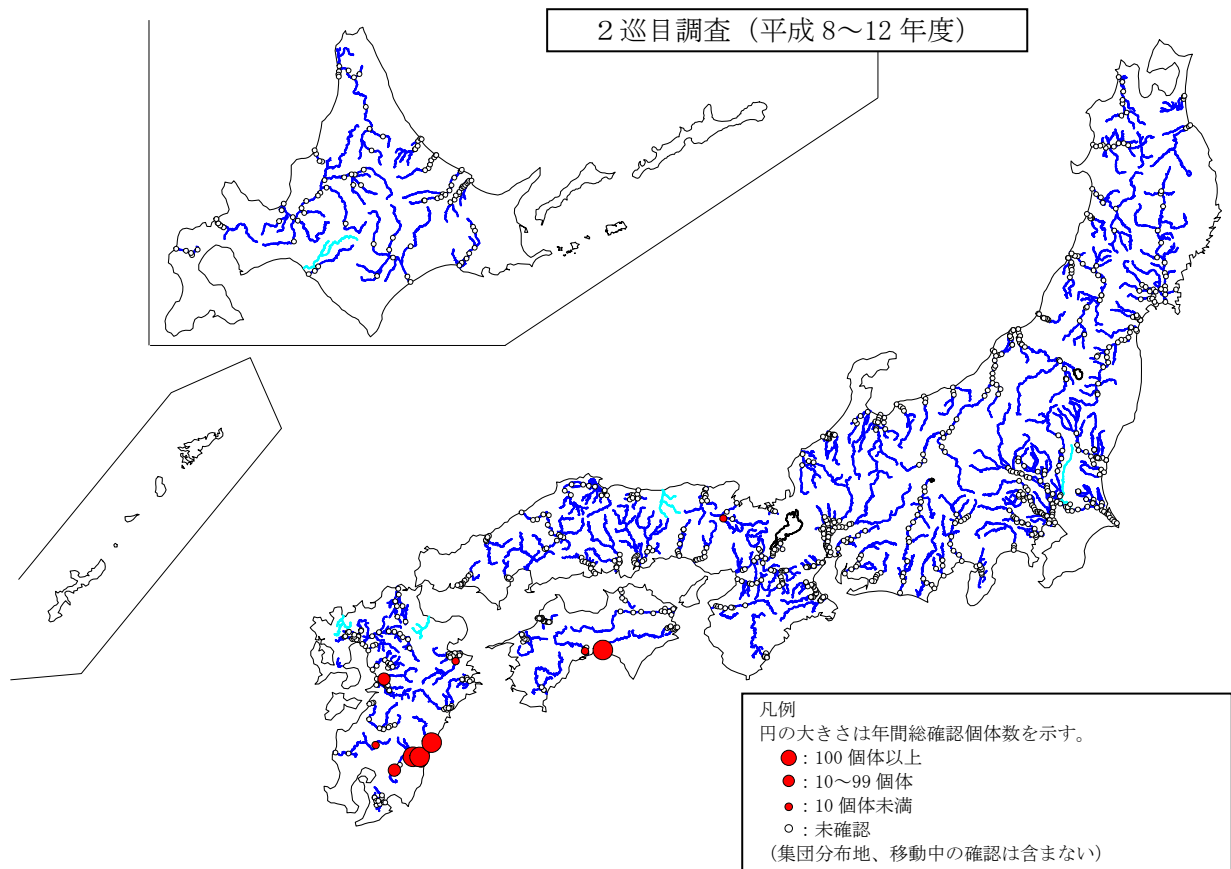 ２巡目調査（平成 8～12 年度）
凡例
円の大きさは年間総確認個体数を示す。
：100 個体以上
：10～99 個体
：10 個体未満
：未確認
（集団分布地、移動中の確認は含まない）